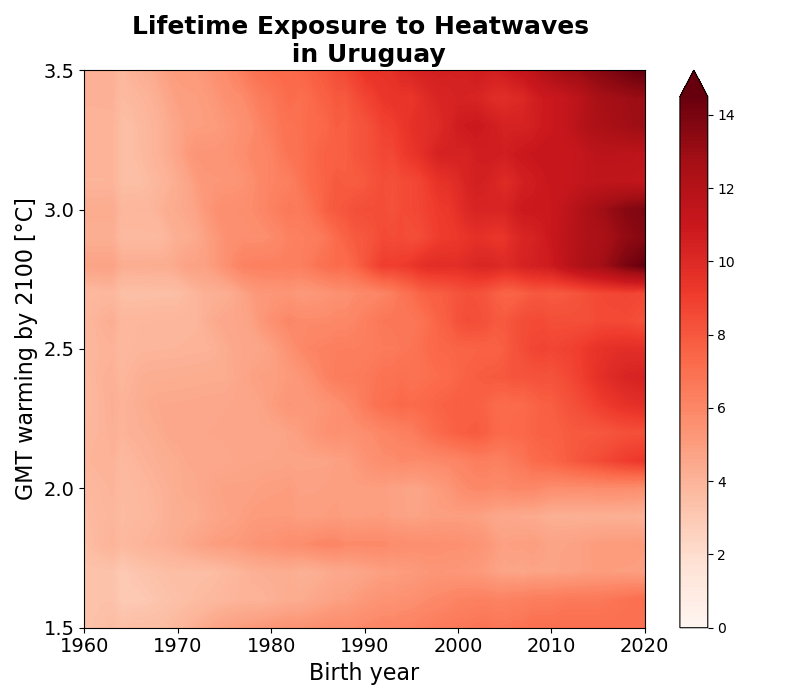 Lifetime Exposure to Heatwaves
in Uruguay
GMT warming by 2100 [°C]
3.5
3.0
2.5
2.0
1.5
1960 1970 1980 1990 2000 2010 2020
Birth year
14
12
10
8
6
4
2
0